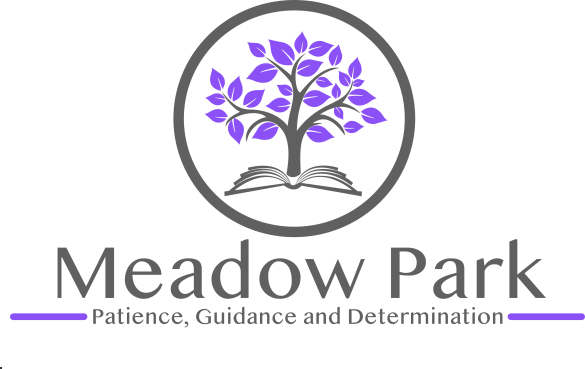 Meadow Park
Patience, Guidance and Determination